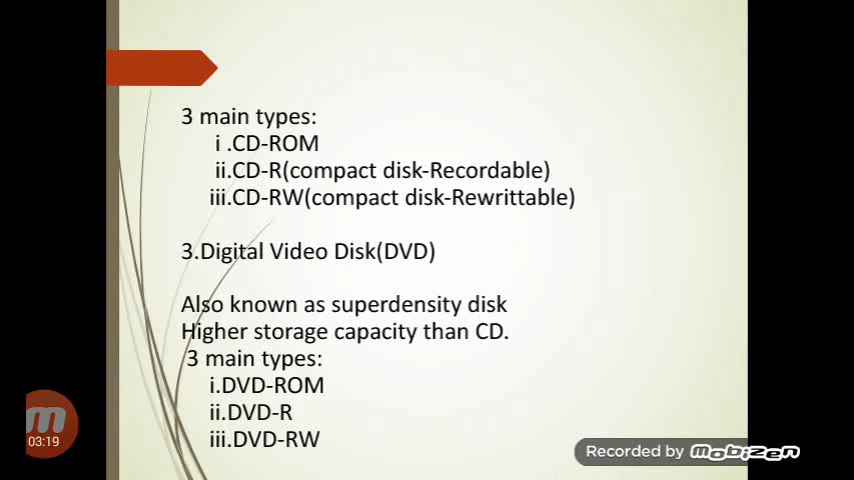 3 main types:
i .CD-ROM
ii.CD-R(compact disk-Recordable)
iii.CD-RW(compact disk-Rewrittable)
3.Digital Video Disk(DVD)
Also known as superdensity disk
Higher storage capacity than CD.
3 main types:
i.DVD-ROM
ii.DVD-R
iii.DVD-RW
m
03:19
Recorded by mobizen